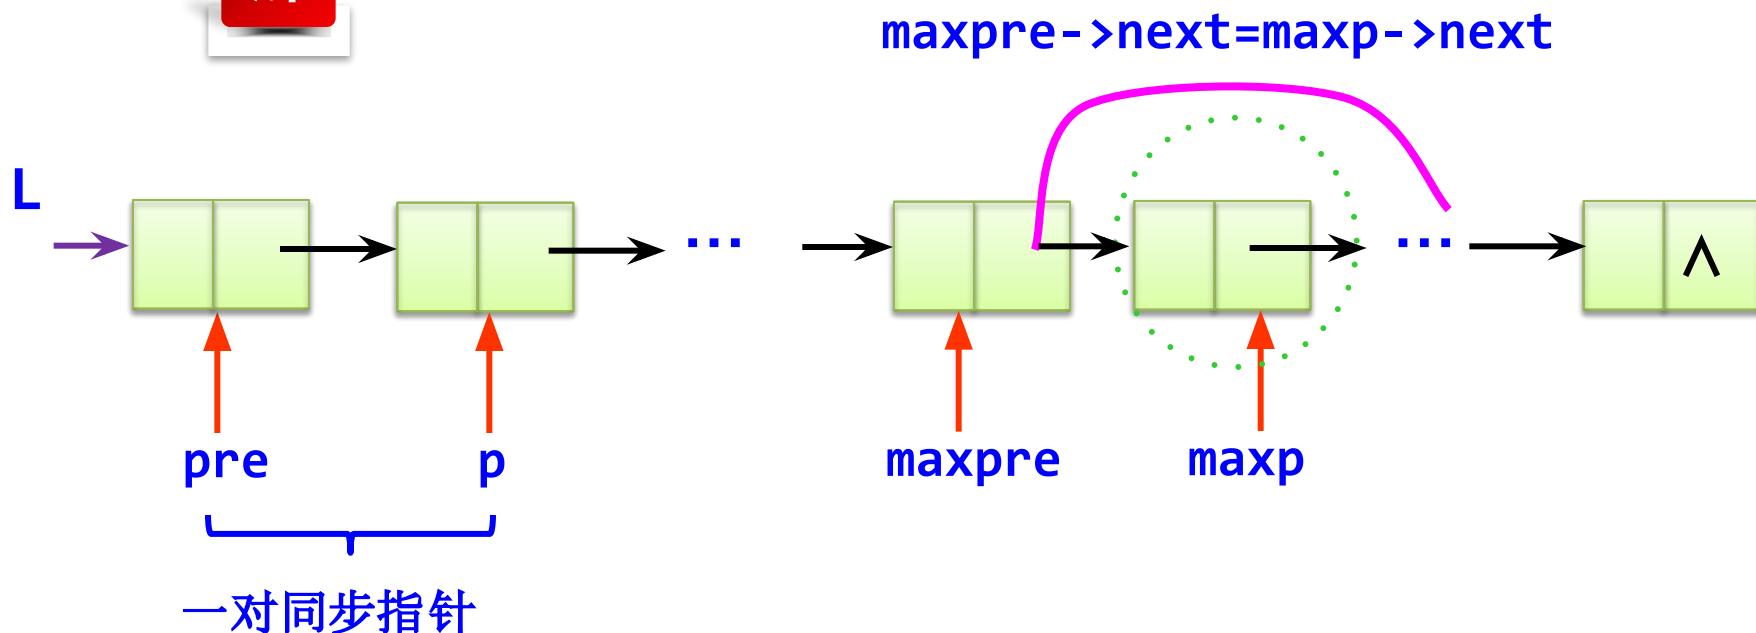 maxpre->next=maxp->next
L
…
…
∧
pre
p
maxpre
maxp
一对同步指针